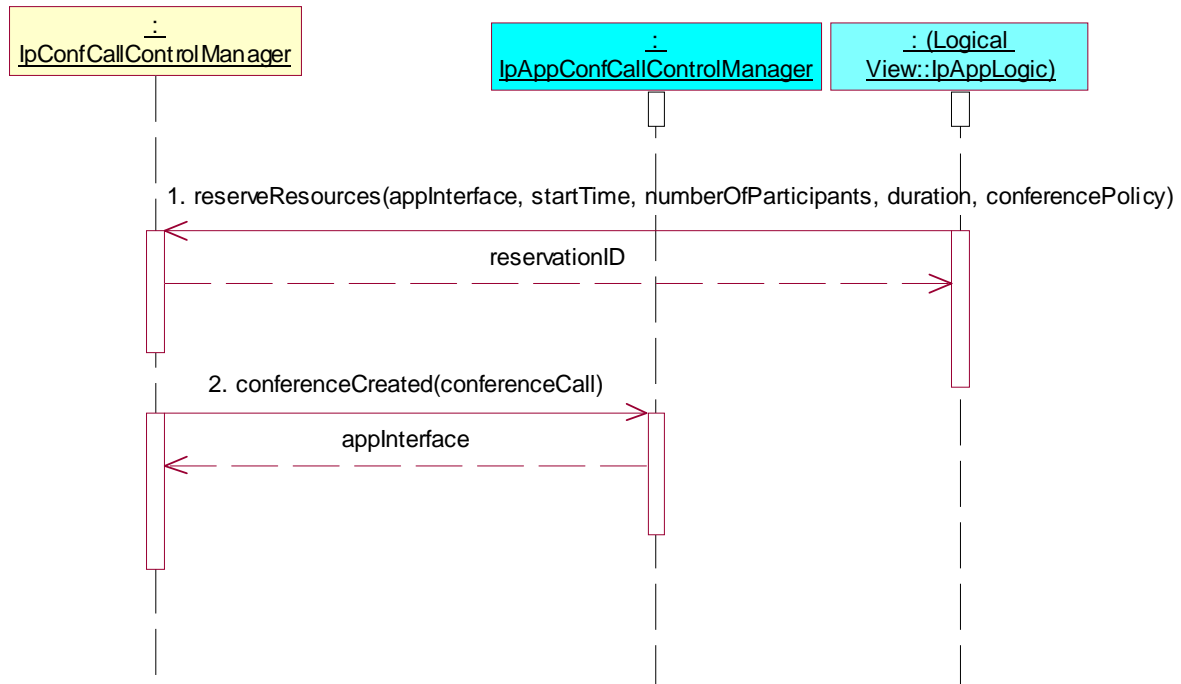 :
IpConfCallControlManager
:
IpAppConfCallControlManager
: (Logical
View::IpAppLogic)
1. reserveResources(appInterface, startTime, numberOfParticipants, duration, conferencePolicy)
reservationID
2. conferenceCreated(conferenceCall)
appInterface